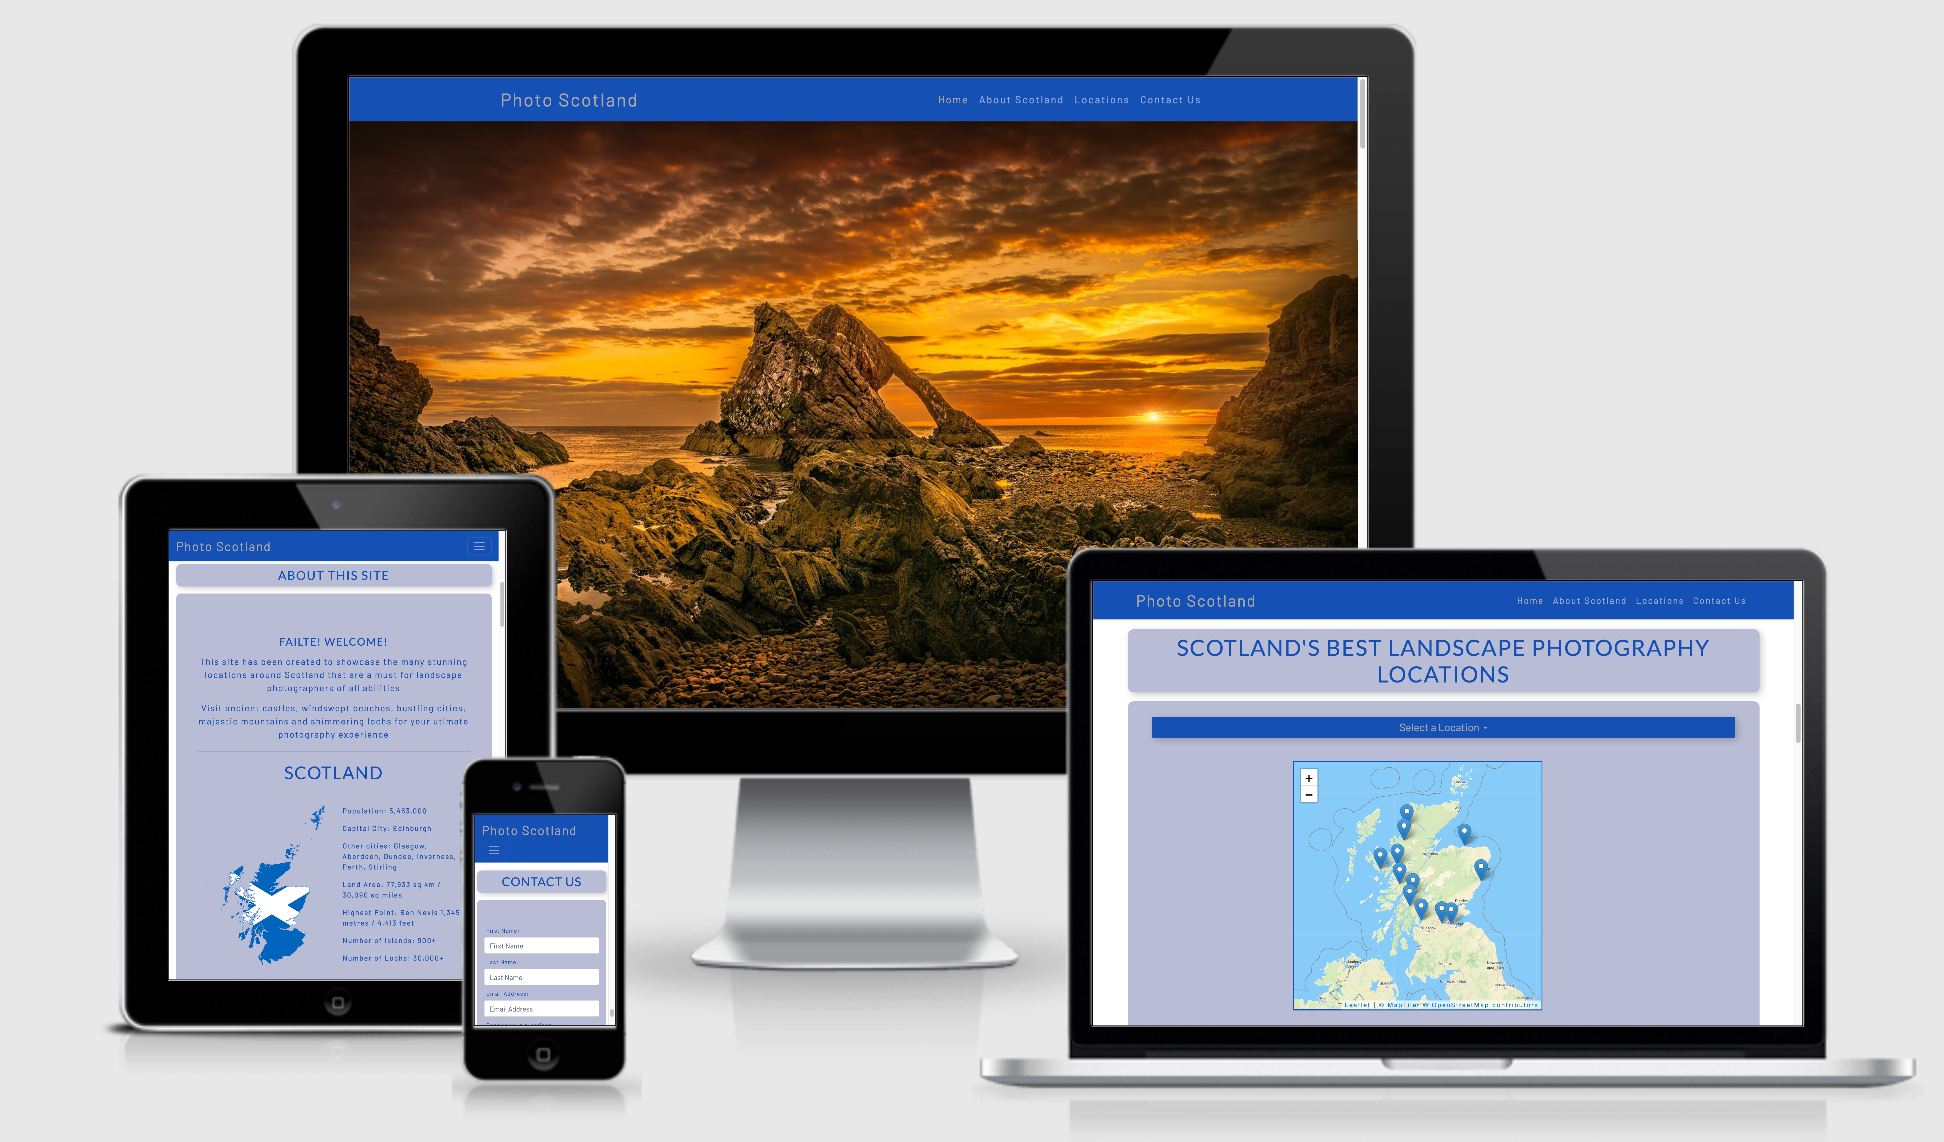 Photo Scotland
Home About Scotland Locations Contact Us
Photo Scotland
ABOUT THIS SITE
FAILTE! WELCOME!
This site has been created to showcase the many stunning
locations around Scotland that are a must for landscape
photographers of all abilities
Visit ancient castles, windswept beaches, bustling cities,
majestic mountains and shimmering lochs for your utimate
photography experience
SCOTLAND
Population: 5,463,000
Capital City: Edinburgh
Other cities: Glasgow,
Aberdeen, Dundee, Inverness,
Perth, Stirling
Land Area: 77,933 sq km /
30,090 sq miles
Highest Point: Ben Nevis 1,345
metres / 4,413 feet
Number of Islands: 900+
Number of Lochs: 30,000+
Photo Scotland
CONTACT US
First Name:
First Name
Last Name:
Last Name
Email Address:
Email Address
Photo Scotland
Home About Scotland Locations Contact Us
SCOTLAND'S BEST LANDSCAPE PHOTOGRAPHY
LOCATIONS
Select a Location
+
−
Leaflet | © MapTiler © OpenStreetMap contributors